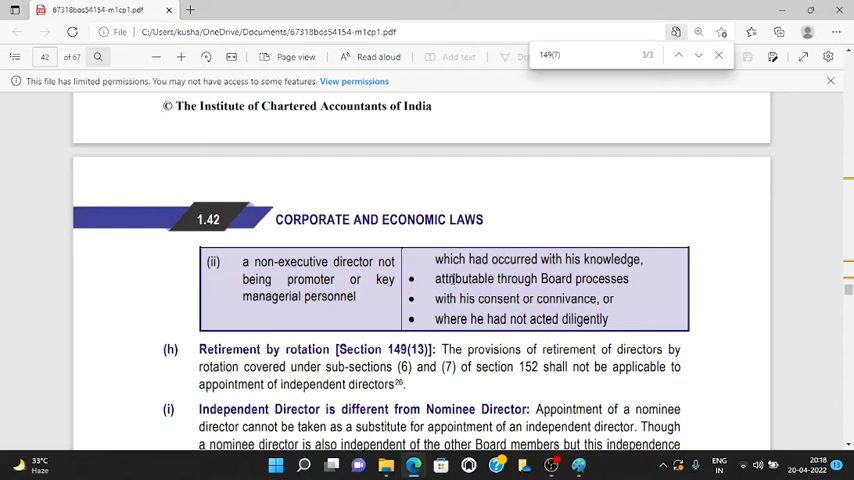 67318bos54154-m1cp1.pdf
File C:/Users/kusha/OneDrive/Documents/67318bos54154-m1cp1.pdf
42 of 67 Page view Read aloud Add text
149(7) 3/3
This file has limited permissions. You may not have access to some features. View permissions
© The Institute of Chartered Accountants of India
1.42 CORPORATE AND ECONOMIC LAWS
(ii) a non-executive director not being promoter or key managerial personnel
which had occurred with his knowledge,
• attributable through Board processes
• with his consent or connivance, or
• where he had not acted diligently
(h) Retirement by rotation [Section 149(13)]: The provisions of retirement of directors by
rotation covered under sub-sections (6) and (7) of section 152 shall not be applicable to
appointment of independent directors²⁶.
(i) Independent Director is different from Nominee Director: Appointment of a nominee
director cannot be taken as a substitute for appointment of an independent director. Though
a nominee director is also independent of the other Board members but this independence
33°C
Haze
ENG
IN
20:18
20-04-2022